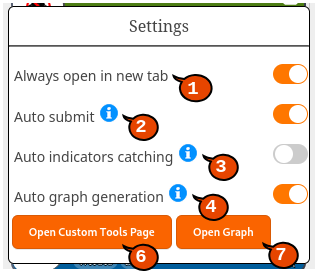 Settings
Always open in new tab 1
Auto submit i 2
Auto indicators catching i 3
Auto graph generation i 4
Open Custom Tools Page Open Graph
6 7